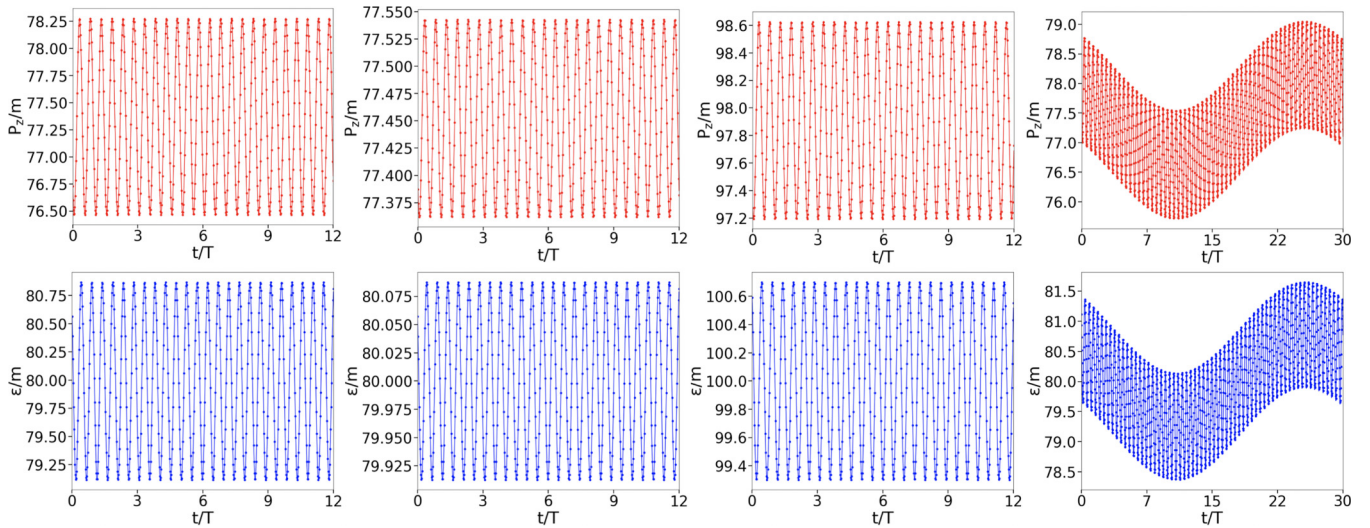 78.25
78.00
77.75
77.50
77.25
77.00
76.75
76.50
P_z/m
0 3 6 9 12
t/T
77.550
77.525
77.500
77.475
77.450
77.425
77.400
77.375
P_z/m
0 3 6 9 12
t/T
98.6
98.4
98.2
98.0
97.8
97.6
97.4
97.2
P_z/m
0 3 6 9 12
t/T
79.0
78.5
78.0
77.5
77.0
76.5
76.0
P_z/m
0 7 15 22 30
t/T
80.75
80.50
80.25
80.00
79.75
79.50
79.25
ε/m
0 3 6 9 12
t/T
80.075
80.050
80.025
80.000
79.975
79.950
79.925
ε/m
0 3 6 9 12
t/T
100.6
100.4
100.2
100.0
99.8
99.6
99.4
ε/m
0 3 6 9 12
t/T
81.5
81.0
80.5
80.0
79.5
79.0
78.5
ε/m
0 7 15 22 30
t/T